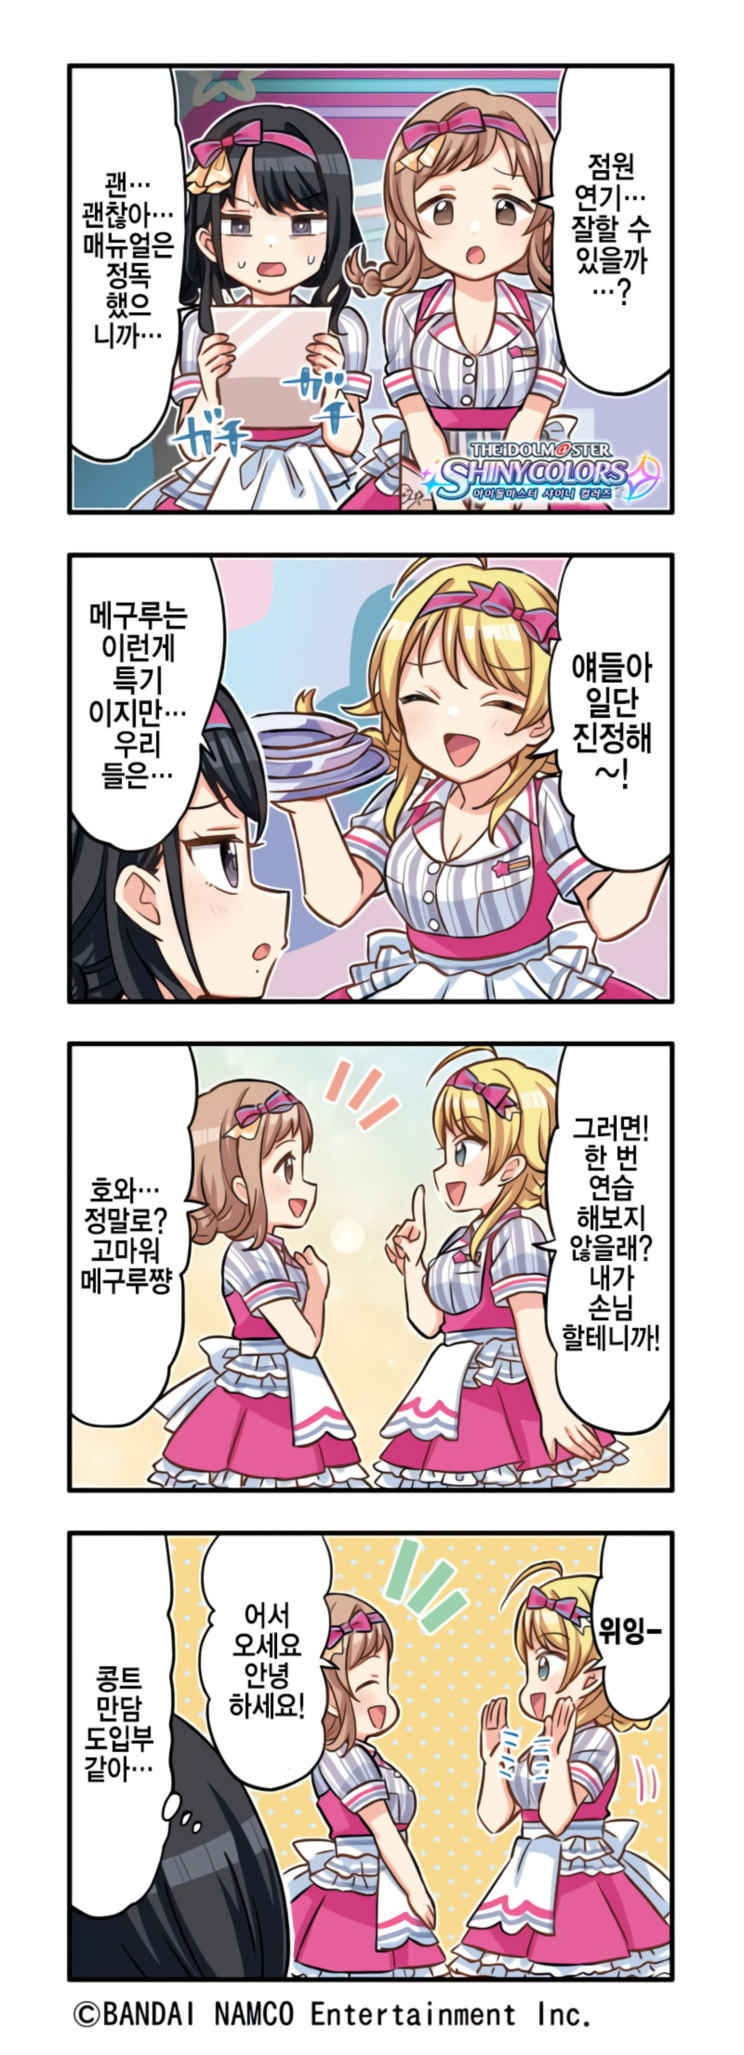 점원
연기…
잘할 수
있을까
…?
괜…
괜찮아…
매뉴얼은
정독
했으
니까…
ガチ
ガチ
THE IDOLM@STER
SHINY COLORS
아이돌마스터 샤이니 컬러즈
얘들아
일단
진정해
~!
메구루는
이런게
특기
이지만…
우리
들은…
그러면!
한 번
연습
해보지
않을래?
내가
손님
할테니까!
호와…
정말로?
고마워
메구루쨩
위잉-
어서
오세요
안녕
하세요!
콩트
만담
도입부
같아…
©BANDAI NAMCO Entertainment Inc.